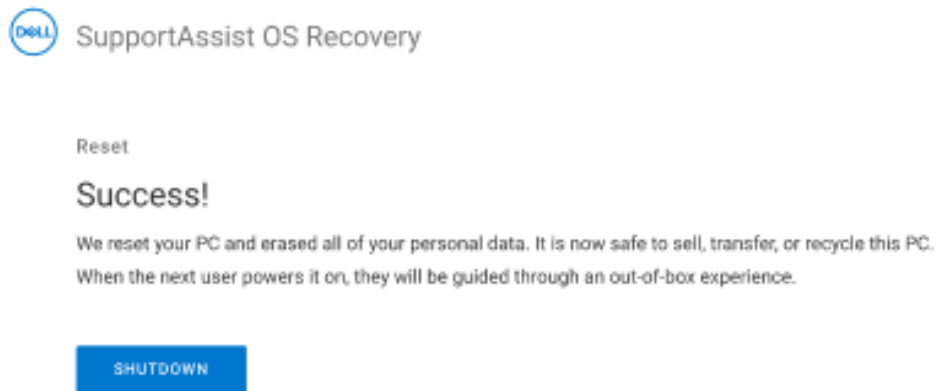 DELL
SupportAssist OS Recovery
Reset
Success!
We reset your PC and erased all of your personal data. It is now safe to sell, transfer, or recycle this PC.
When the next user powers it on, they will be guided through an out-of-box experience.
SHUTDOWN